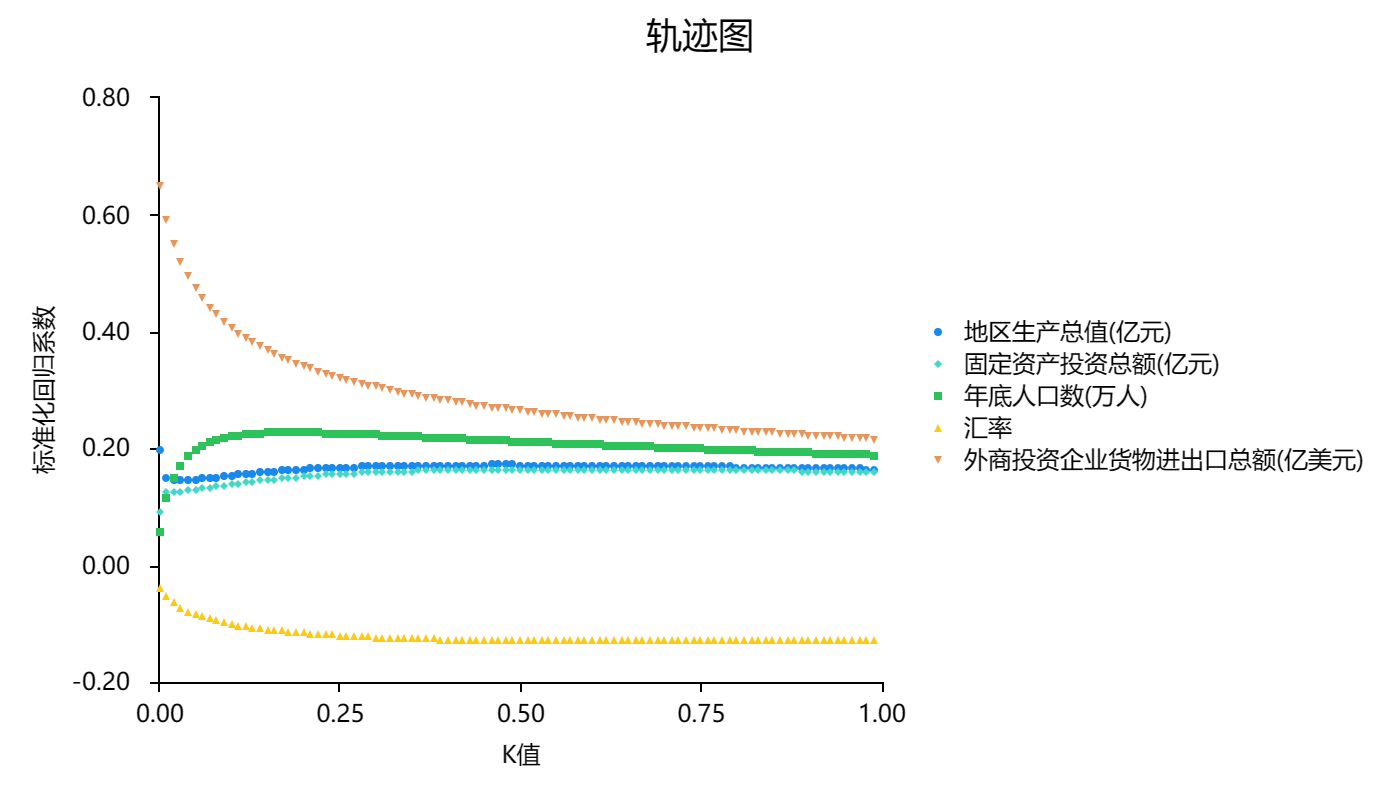 轨迹图
0.80
0.60
0.40
0.20
0.00
-0.20
标准化回归系数
0.00
0.25
0.50
0.75
1.00
K值
地区生产总值(亿元)
固定资产投资总额(亿元)
年底人口数(万人)
汇率
外商投资企业货物进出口总额(亿美元)